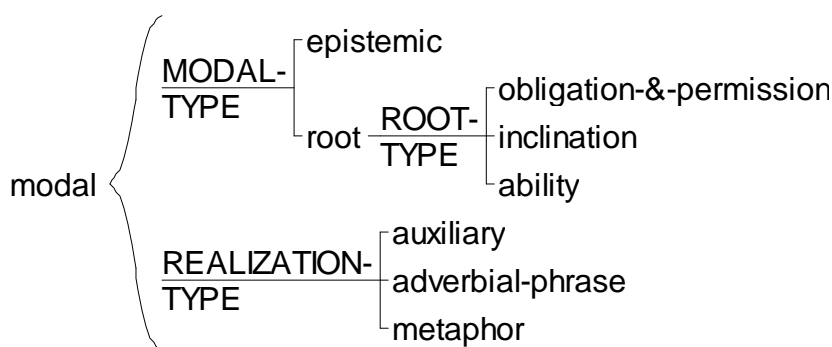 epistemic
MODAL-
TYPE
obligation-&-permission
root
ROOT-
TYPE
inclination
ability
modal
auxiliary
REALIZATION-
TYPE
adverbial-phrase
metaphor